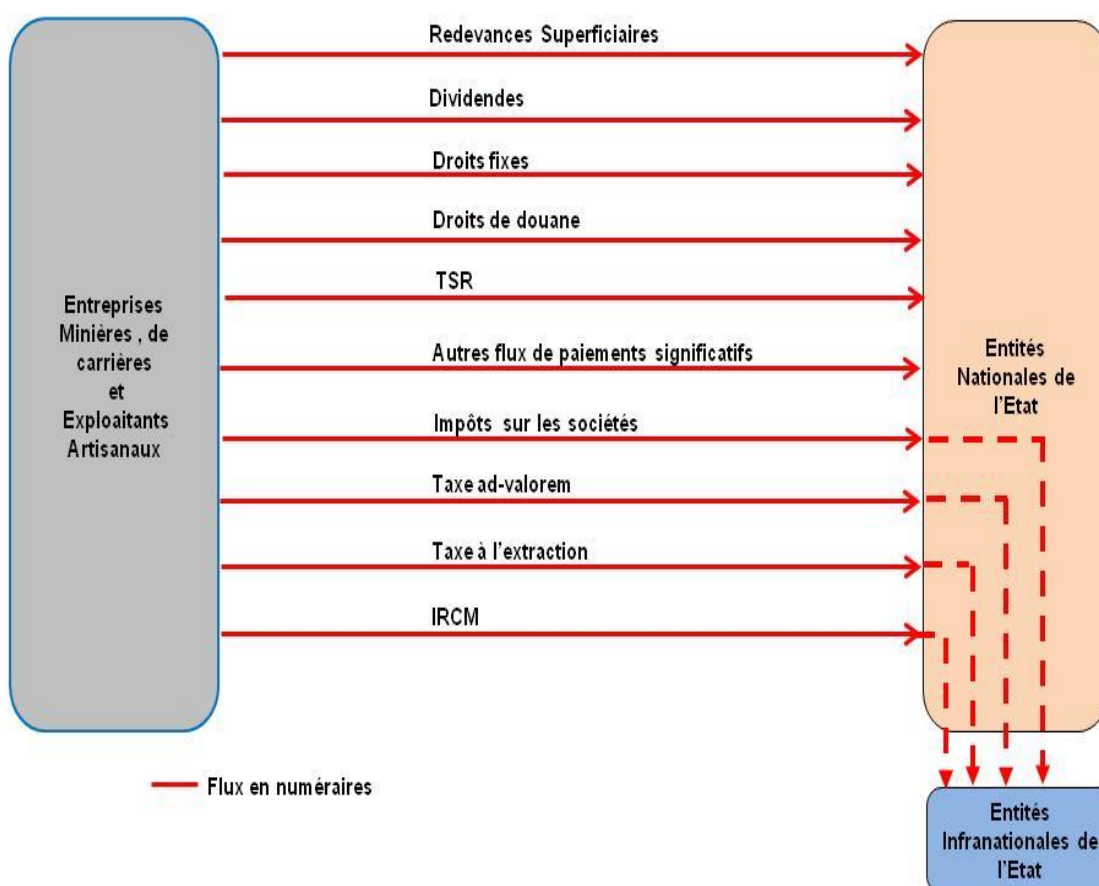 Redevances Superficiaires
Dividendes
Droits fixes
Droits de douane
TSR
Autres flux de paiements significatifs
Impôts sur les sociétés
Taxe ad-valorem
Taxe à l'extraction
IRCM
Entreprises
Minières , de
carrières
et
Exploaitants
Artisanaux
Entités
Nationales de
l'Etat
Flux en numéraires
Entités
Infranationales de
l'Etat